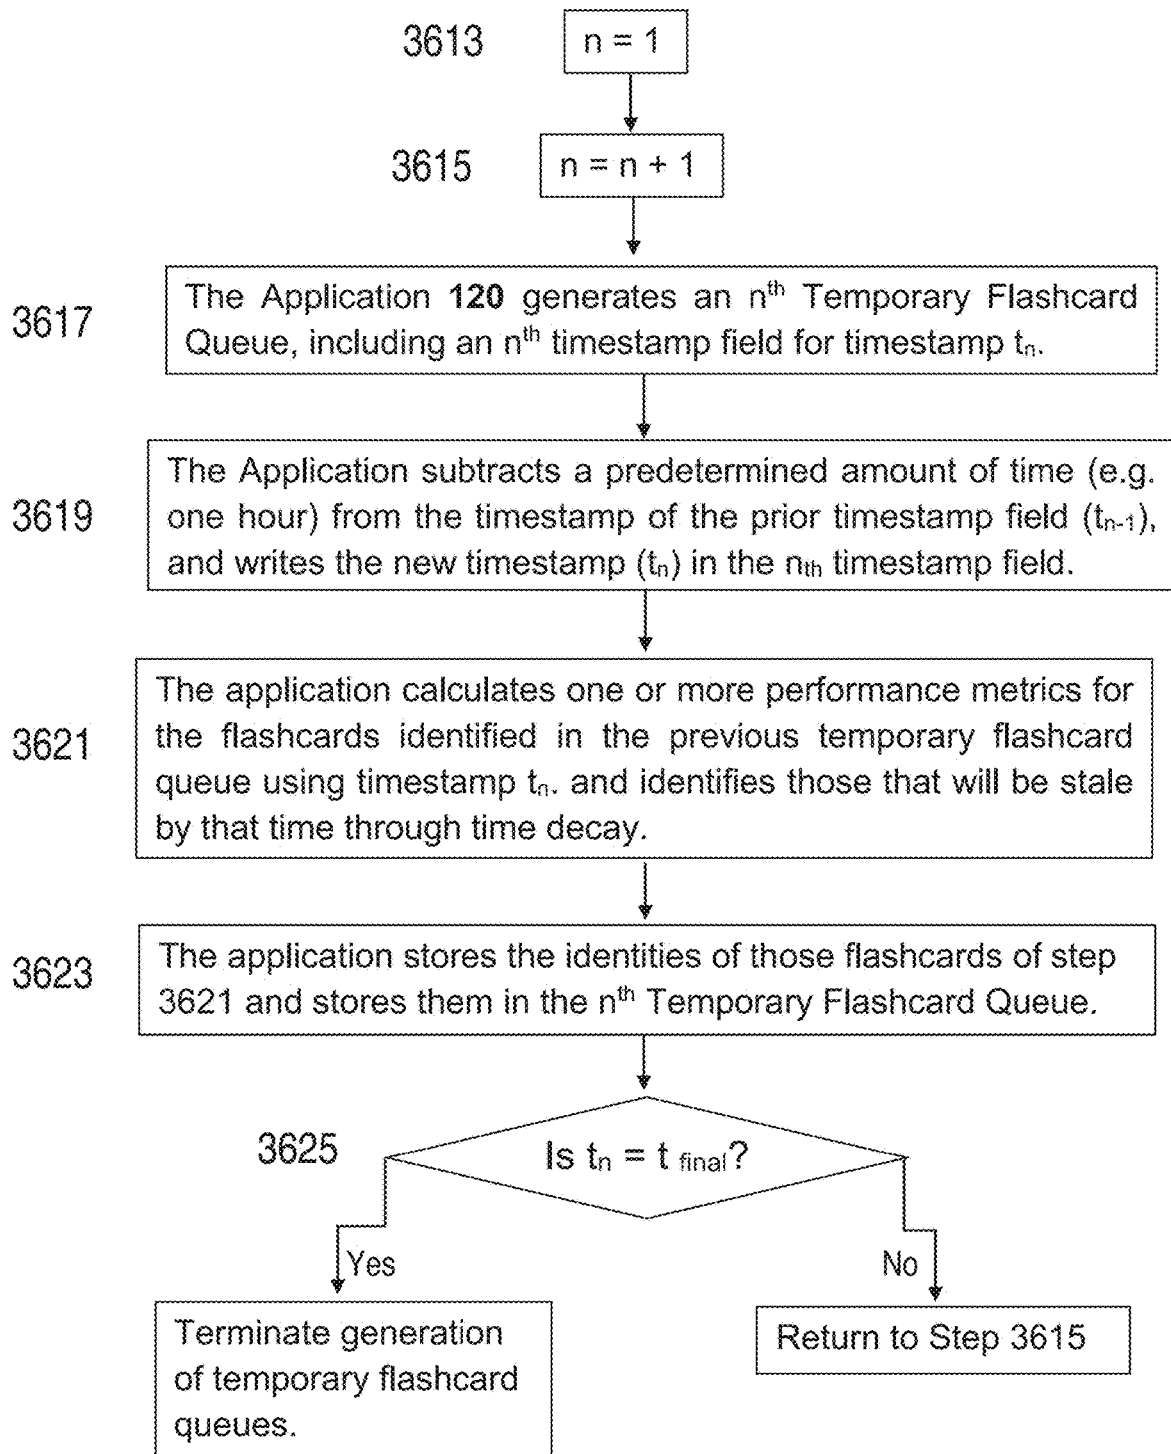 3613
n = 1
3615
n = n + 1
3617
The Application 120 generates an nth Temporary Flashcard
Queue, including an nth timestamp field for timestamp tn.
3619
The Application subtracts a predetermined amount of time (e.g.
one hour) from the timestamp of the prior timestamp field (tn-1),
and writes the new timestamp (tn) in the nth timestamp field.
3621
The application calculates one or more performance metrics for
the flashcards identified in the previous temporary flashcard
queue using timestamp tn. and identifies those that will be stale
by that time through time decay.
3623
The application stores the identities of those flashcards of step
3621 and stores them in the nth Temporary Flashcard Queue.
3625
Is tn = t final?
Yes
No
Terminate generation
of temporary flashcard
queues.
Return to Step 3615